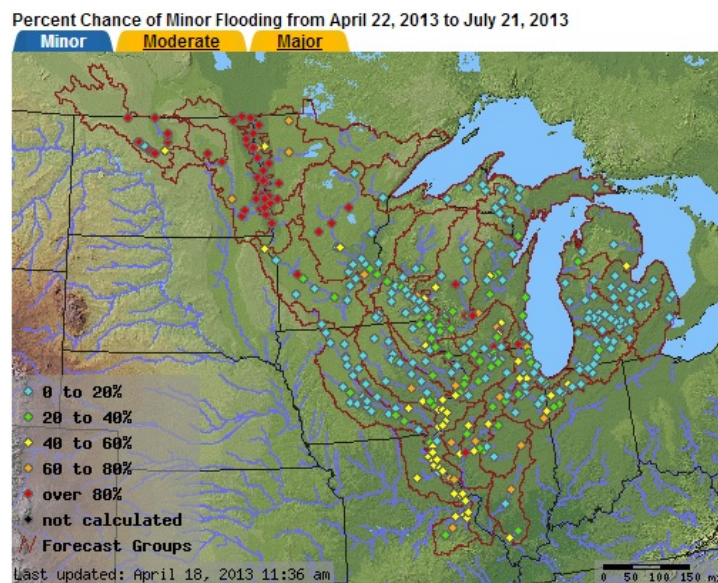 Percent Chance of Minor Flooding from April 22, 2013 to July 21, 2013
Minor Moderate Major
0 to 20%
20 to 40%
40 to 60%
60 to 80%
over 80%
not calculated
Forecast Groups
Last updated: April 18, 2013 11:36 am
0 50 100 150 mi